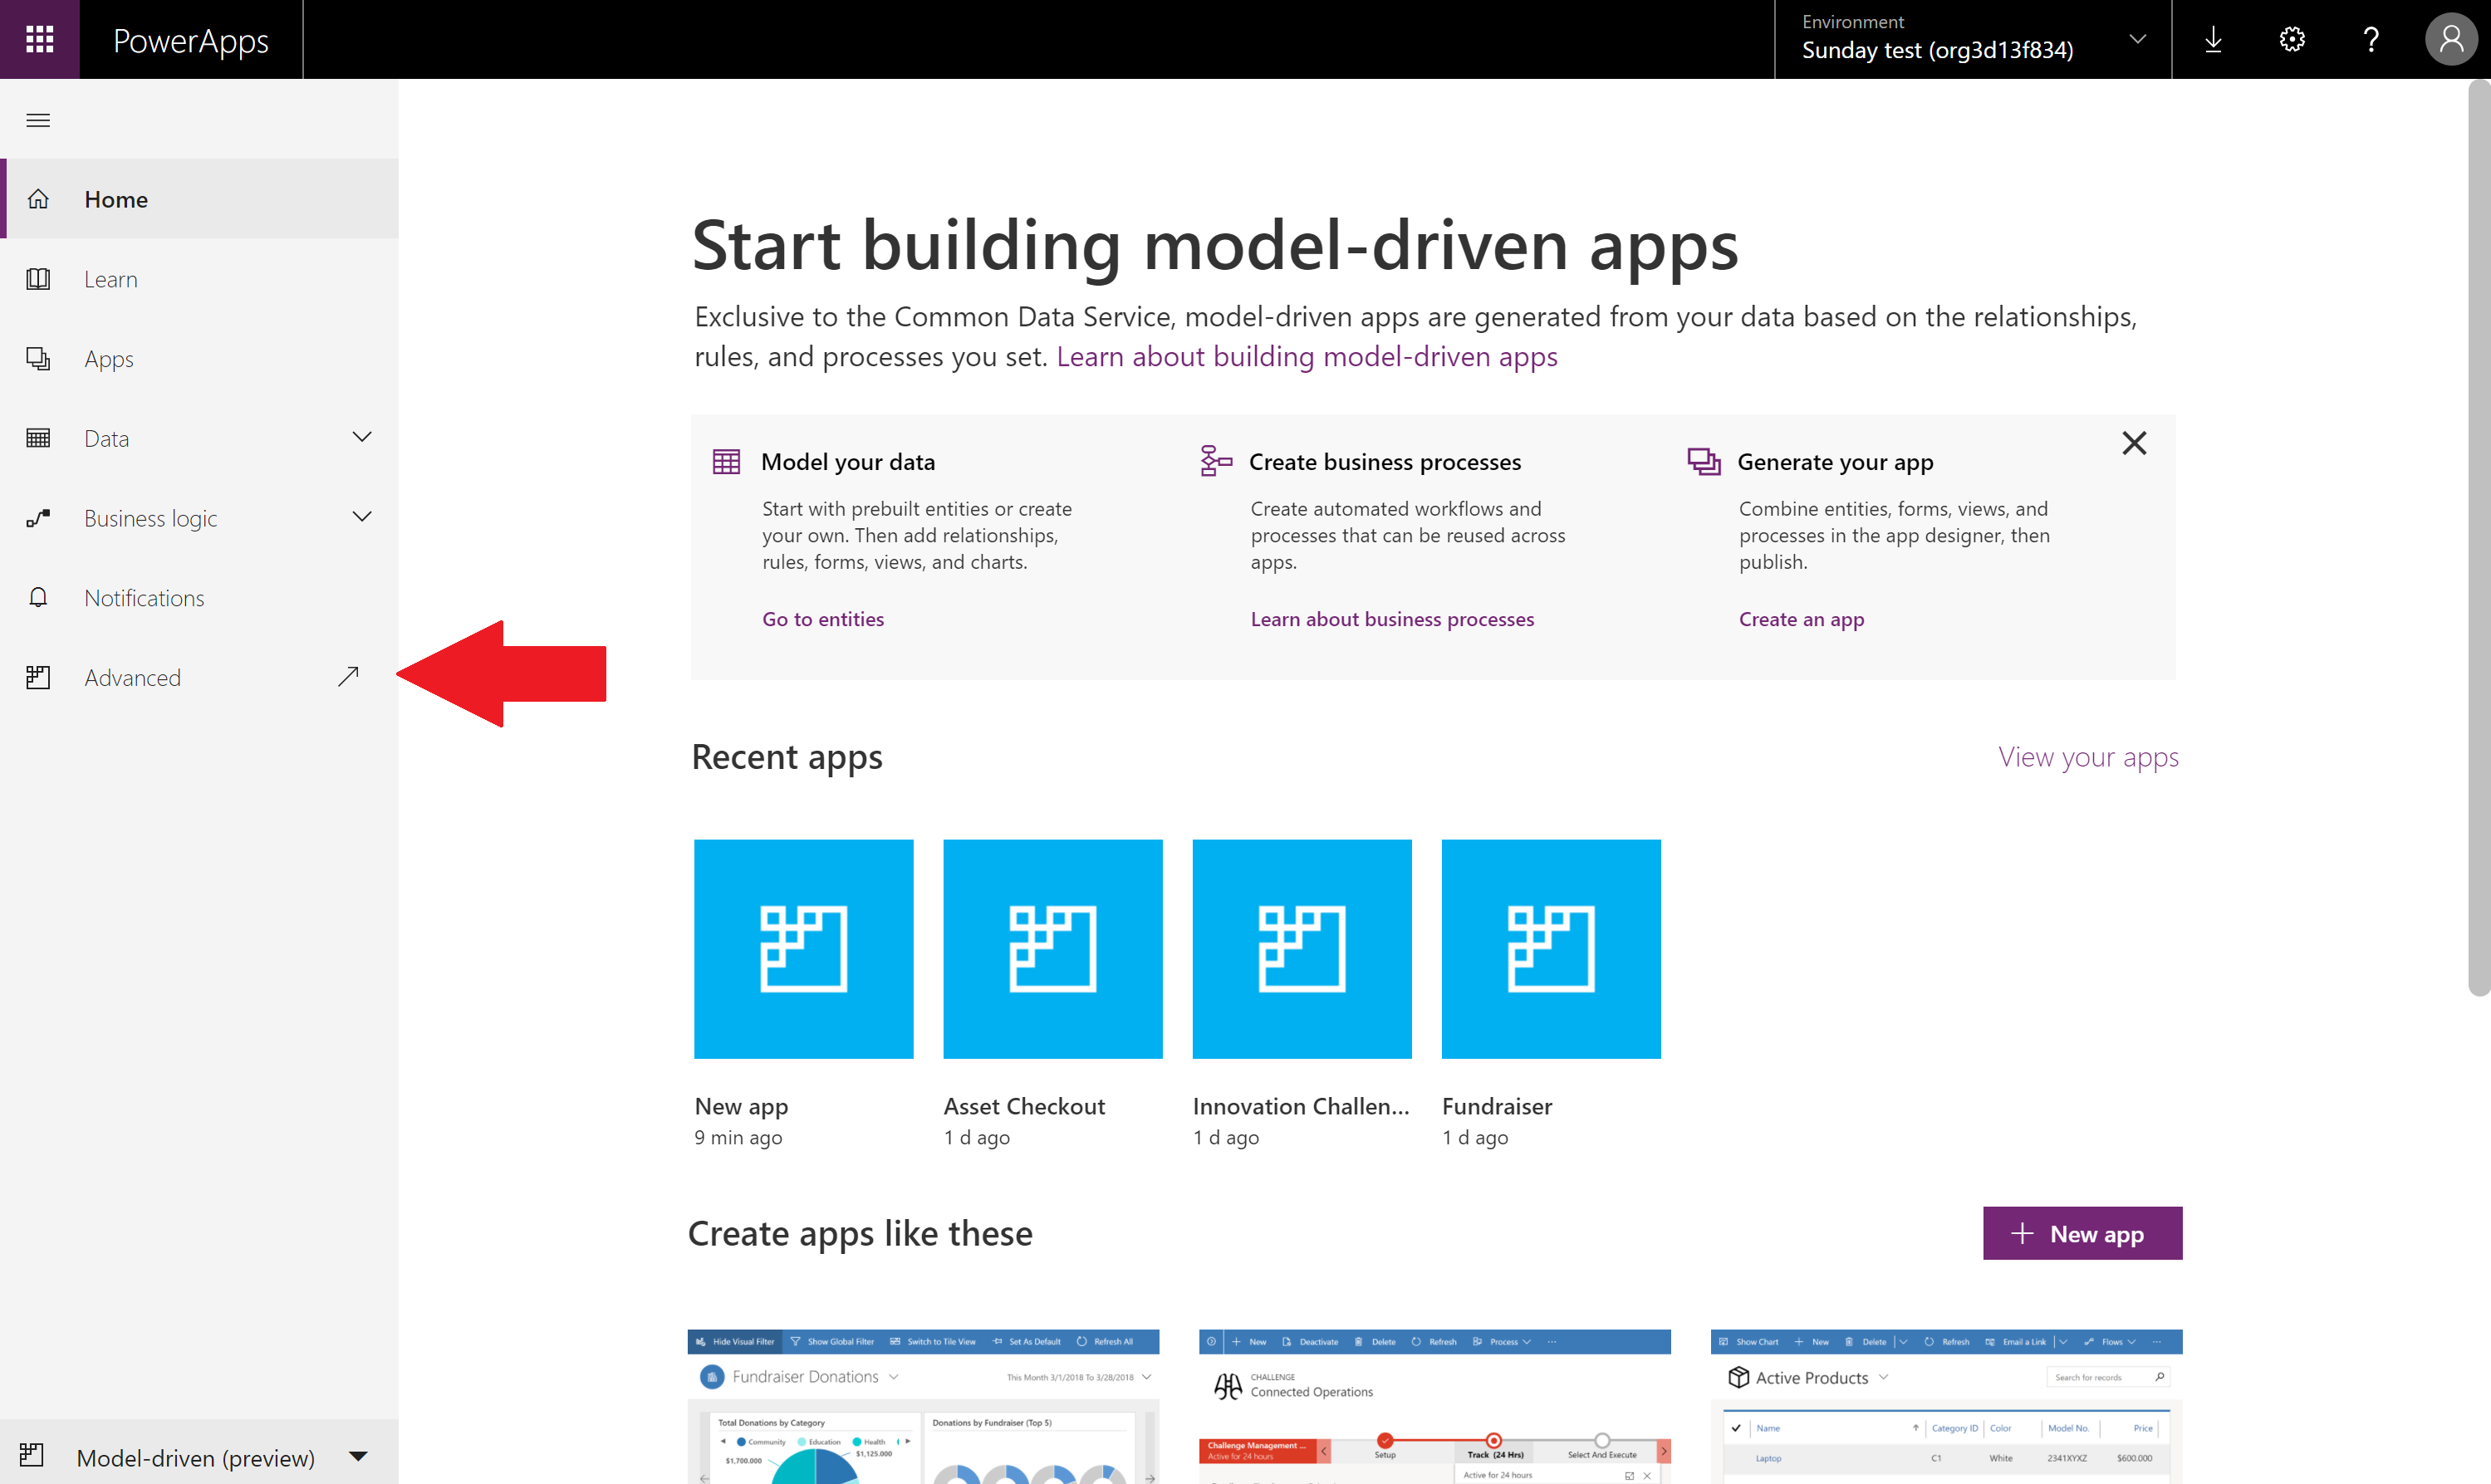 PowerApps
Environment
Sunday test (org3d13f834)
Home
Learn
Apps
Data
Business logic
Notifications
Advanced
Model-driven (preview)
Start building model-driven apps
Exclusive to the Common Data Service, model-driven apps are generated from your data based on the relationships,
rules, and processes you set. Learn about building model-driven apps
Model your data
Start with prebuilt entities or create
your own. Then add relationships,
rules, forms, views, and charts.
Go to entities
Create business processes
Create automated workflows and
processes that can be reused across
apps.
Learn about business processes
Generate your app
Combine entities, forms, views, and
processes in the app designer, then
publish.
Create an app
Recent apps
View your apps
New app
9 min ago
Asset Checkout
1 d ago
Innovation Challen...
1 d ago
Fundraiser
1 d ago
Create apps like these
New app
Hide Visual Filter Show Global Filter Switch to Tile View Set As Default Refresh All
Fundraiser Donations
This Month 3/1/2018 To 3/28/2018
Total Donations by Category
Community Education Health
$1,700.000
$1,125.000
Donations by Fundraiser (Top 5)
New Deactivate Delete Refresh Process ...
CHALLENGE
Connected Operations
Challenge Management ...
Active for 24 hours
Setup
Track (24 Hrs)
Select And Execute
Active for 24 hours
Show Chart New Delete Refresh Email a Link Flows ...
Active Products
Search for records
Name Category ID Color Model No. Price
Laptop C1 White 2341XYXZ $600.000